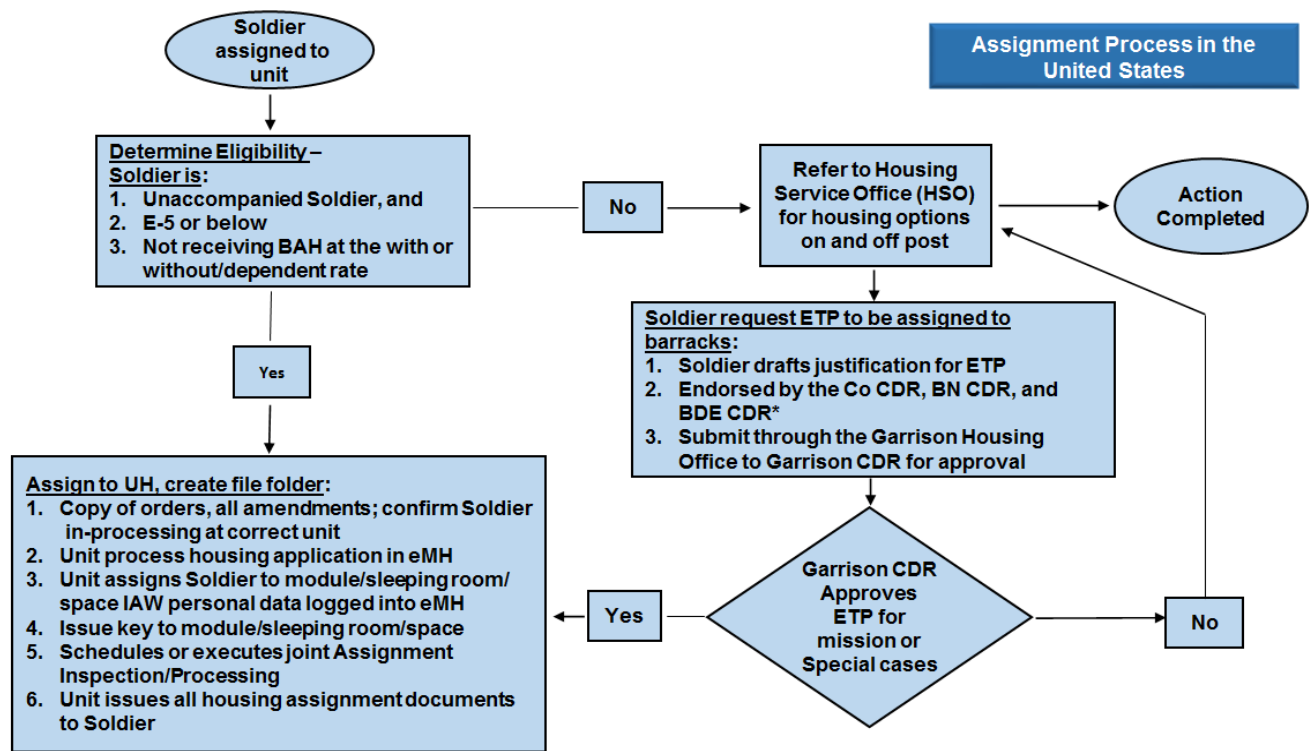 Soldier
assigned to
unit
Assignment Process in the
United States
Determine Eligibility –
Soldier is:
1. Unaccompanied Soldier, and
2. E-5 or below
3. Not receiving BAH at the with or
without/dependent rate
No
Refer to Housing
Service Office (HSO)
for housing options
on and off post
Action
Completed
Yes
Soldier request ETP to be assigned to
barracks:
1. Soldier drafts justification for ETP
2. Endorsed by the Co CDR, BN CDR, and
BDE CDR*
3. Submit through the Garrison Housing
Office to Garrison CDR for approval
Assign to UH, create file folder:
1. Copy of orders, all amendments; confirm Soldier
in-processing at correct unit
2. Unit process housing application in eMH
3. Unit assigns Soldier to module/sleeping room/
space IAW personal data logged into eMH
4. Issue key to module/sleeping room/space
5. Schedules or executes joint Assignment
Inspection/Processing
6. Unit issues all housing assignment documents
to Soldier
Yes
Garrison CDR
Approves
ETP for
mission or
Special cases
No